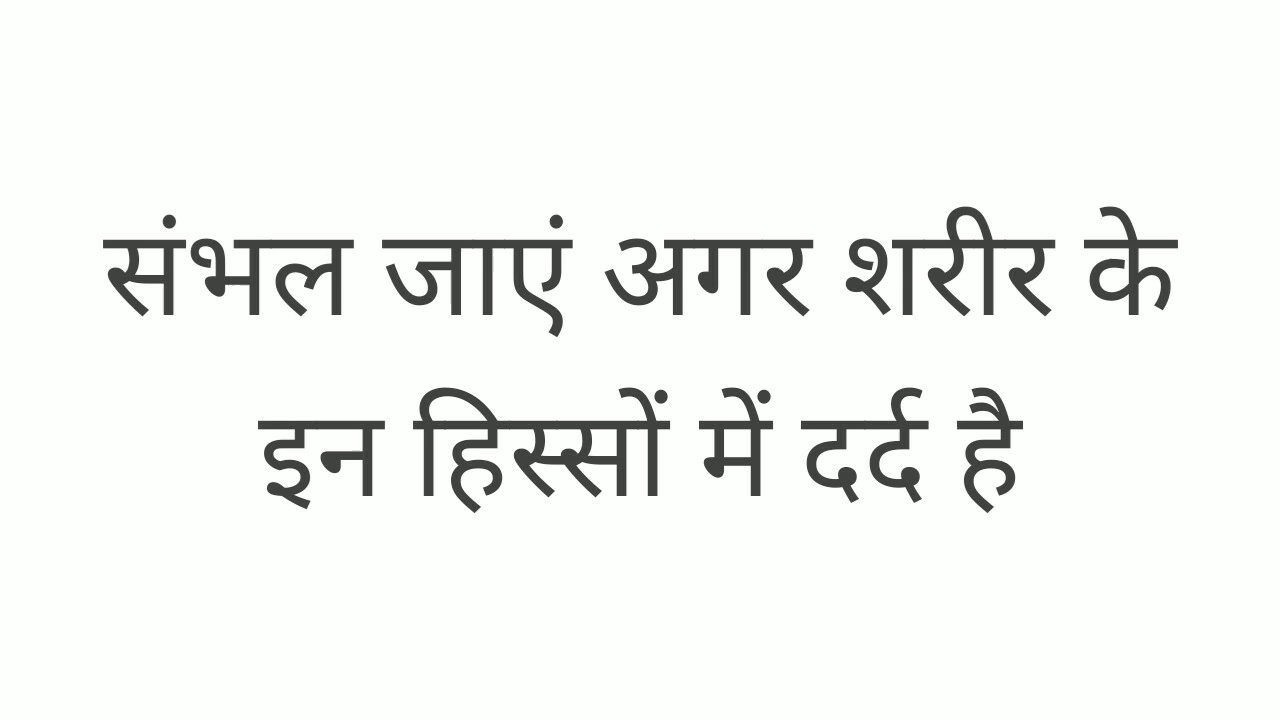 संभल जाएं अगर शरीर के
इन हिस्सों में दर्द है